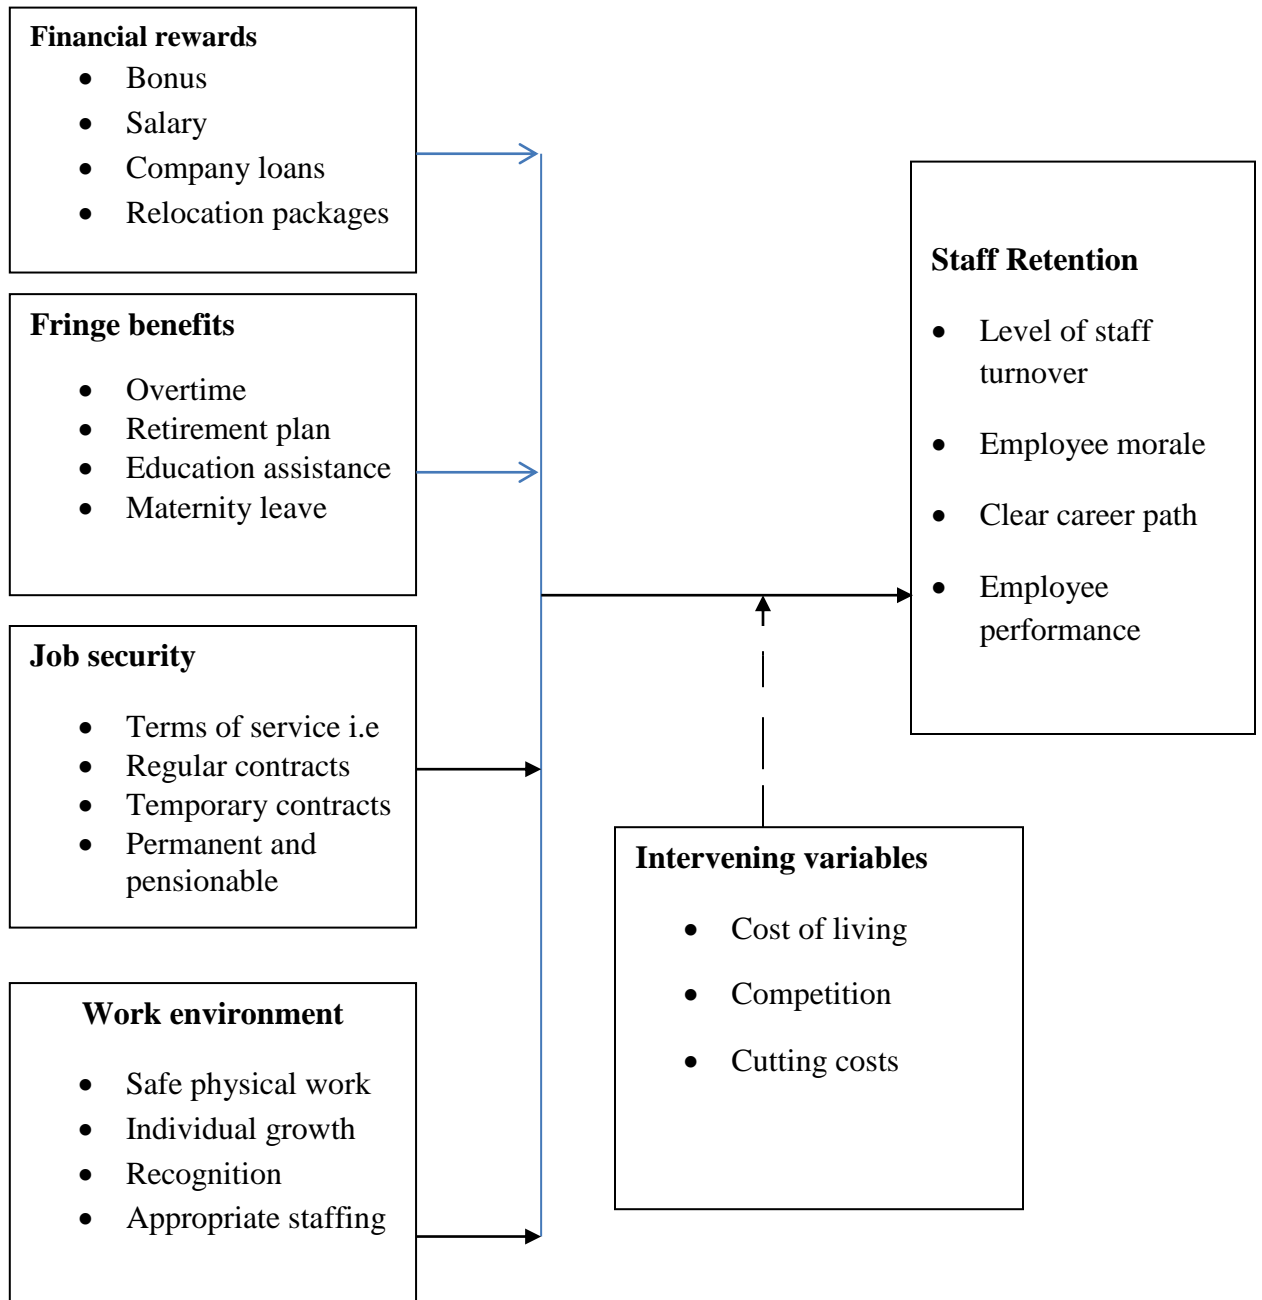 Financial rewards
• Bonus
• Salary
• Company loans
• Relocation packages
Fringe benefits
• Overtime
• Retirement plan
• Education assistance
• Maternity leave
Job security
• Terms of service i.e
• Regular contracts
• Temporary contracts
• Permanent and
pensionable
Work environment
• Safe physical work
• Individual growth
• Recognition
• Appropriate staffing
Intervening variables
• Cost of living
• Competition
• Cutting costs
Staff Retention
• Level of staff
turnover
• Employee morale
• Clear career path
• Employee
performance